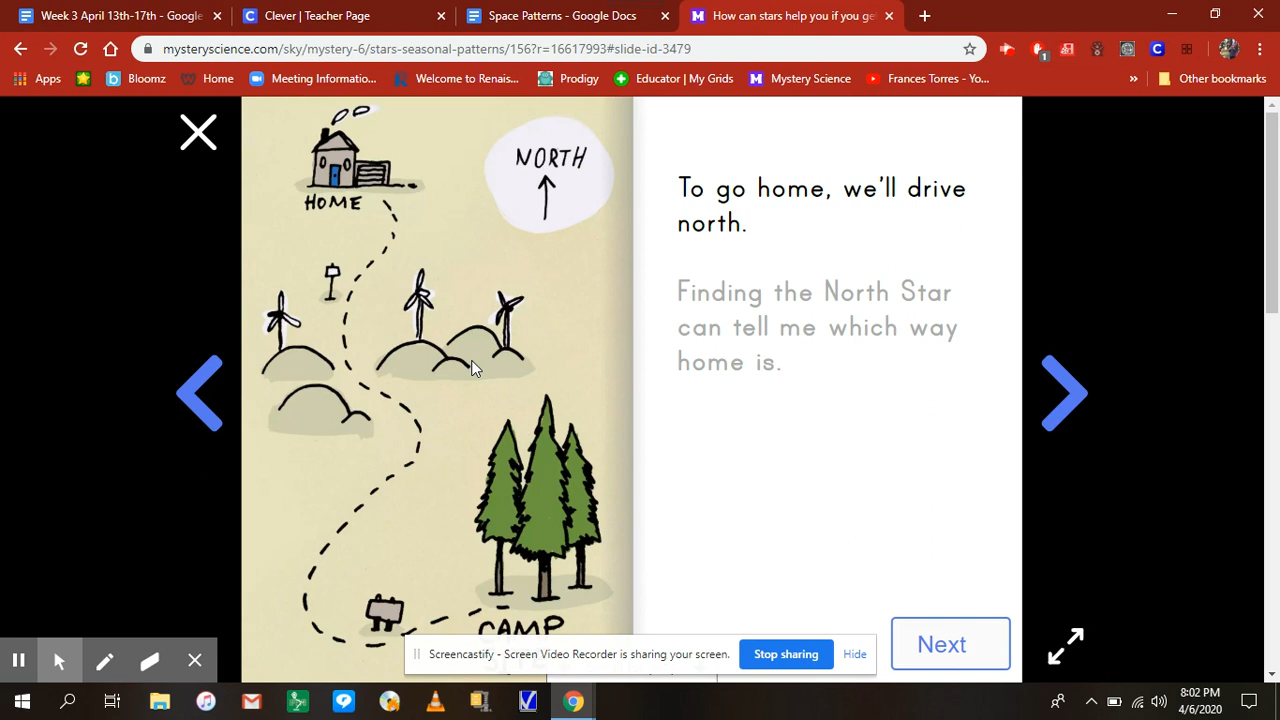 Week 3 April 13th-17th - Google
Clever | Teacher Page
Space Patterns - Google Docs
How can stars help you if you get
mysteryscience.com/sky/mystery-6/stars-seasonal-patterns/156?r=16617993#slide-id-3479
1
Apps
Bloomz
Home
Meeting Informatio...
Welcome to Renais...
Prodigy
Educator | My Grids
Mystery Science
Frances Torres - Yo...
»
Other bookmarks
NORTH
HOME
To go home, we'll drive
north.
Finding the North Star
can tell me which way
home is.
CAMP
Next
Screencastify - Screen Video Recorder is sharing your screen.
Stop sharing
Hide
8:02 PM
4/6/2020